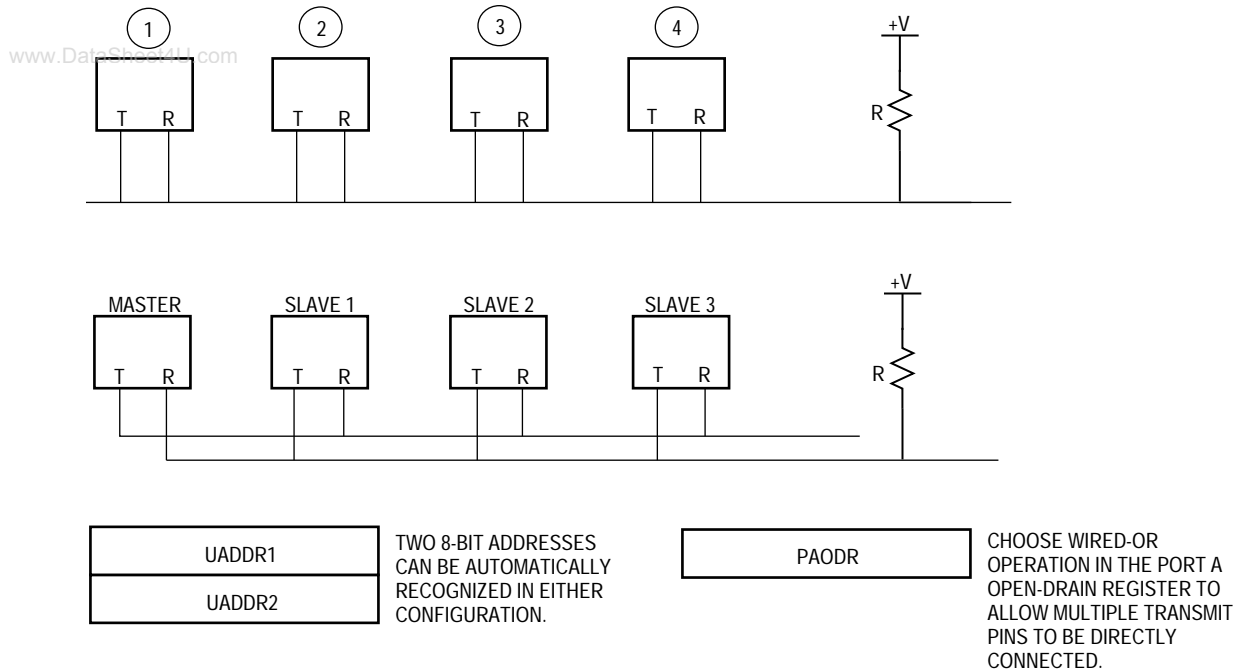 1 2 3 4 +V
www.DataSheet4U.com
R
T R T R T R T R
+V
MASTER SLAVE 1 SLAVE 2 SLAVE 3
R
T R T R T R T R
UADDR1
UADDR2
TWO 8-BIT ADDRESSES
CAN BE AUTOMATICALLY
RECOGNIZED IN EITHER
CONFIGURATION.
PAODR
CHOOSE WIRED-OR
OPERATION IN THE PORT A
OPEN-DRAIN REGISTER TO
ALLOW MULTIPLE TRANSMIT
PINS TO BE DIRECTLY
CONNECTED.